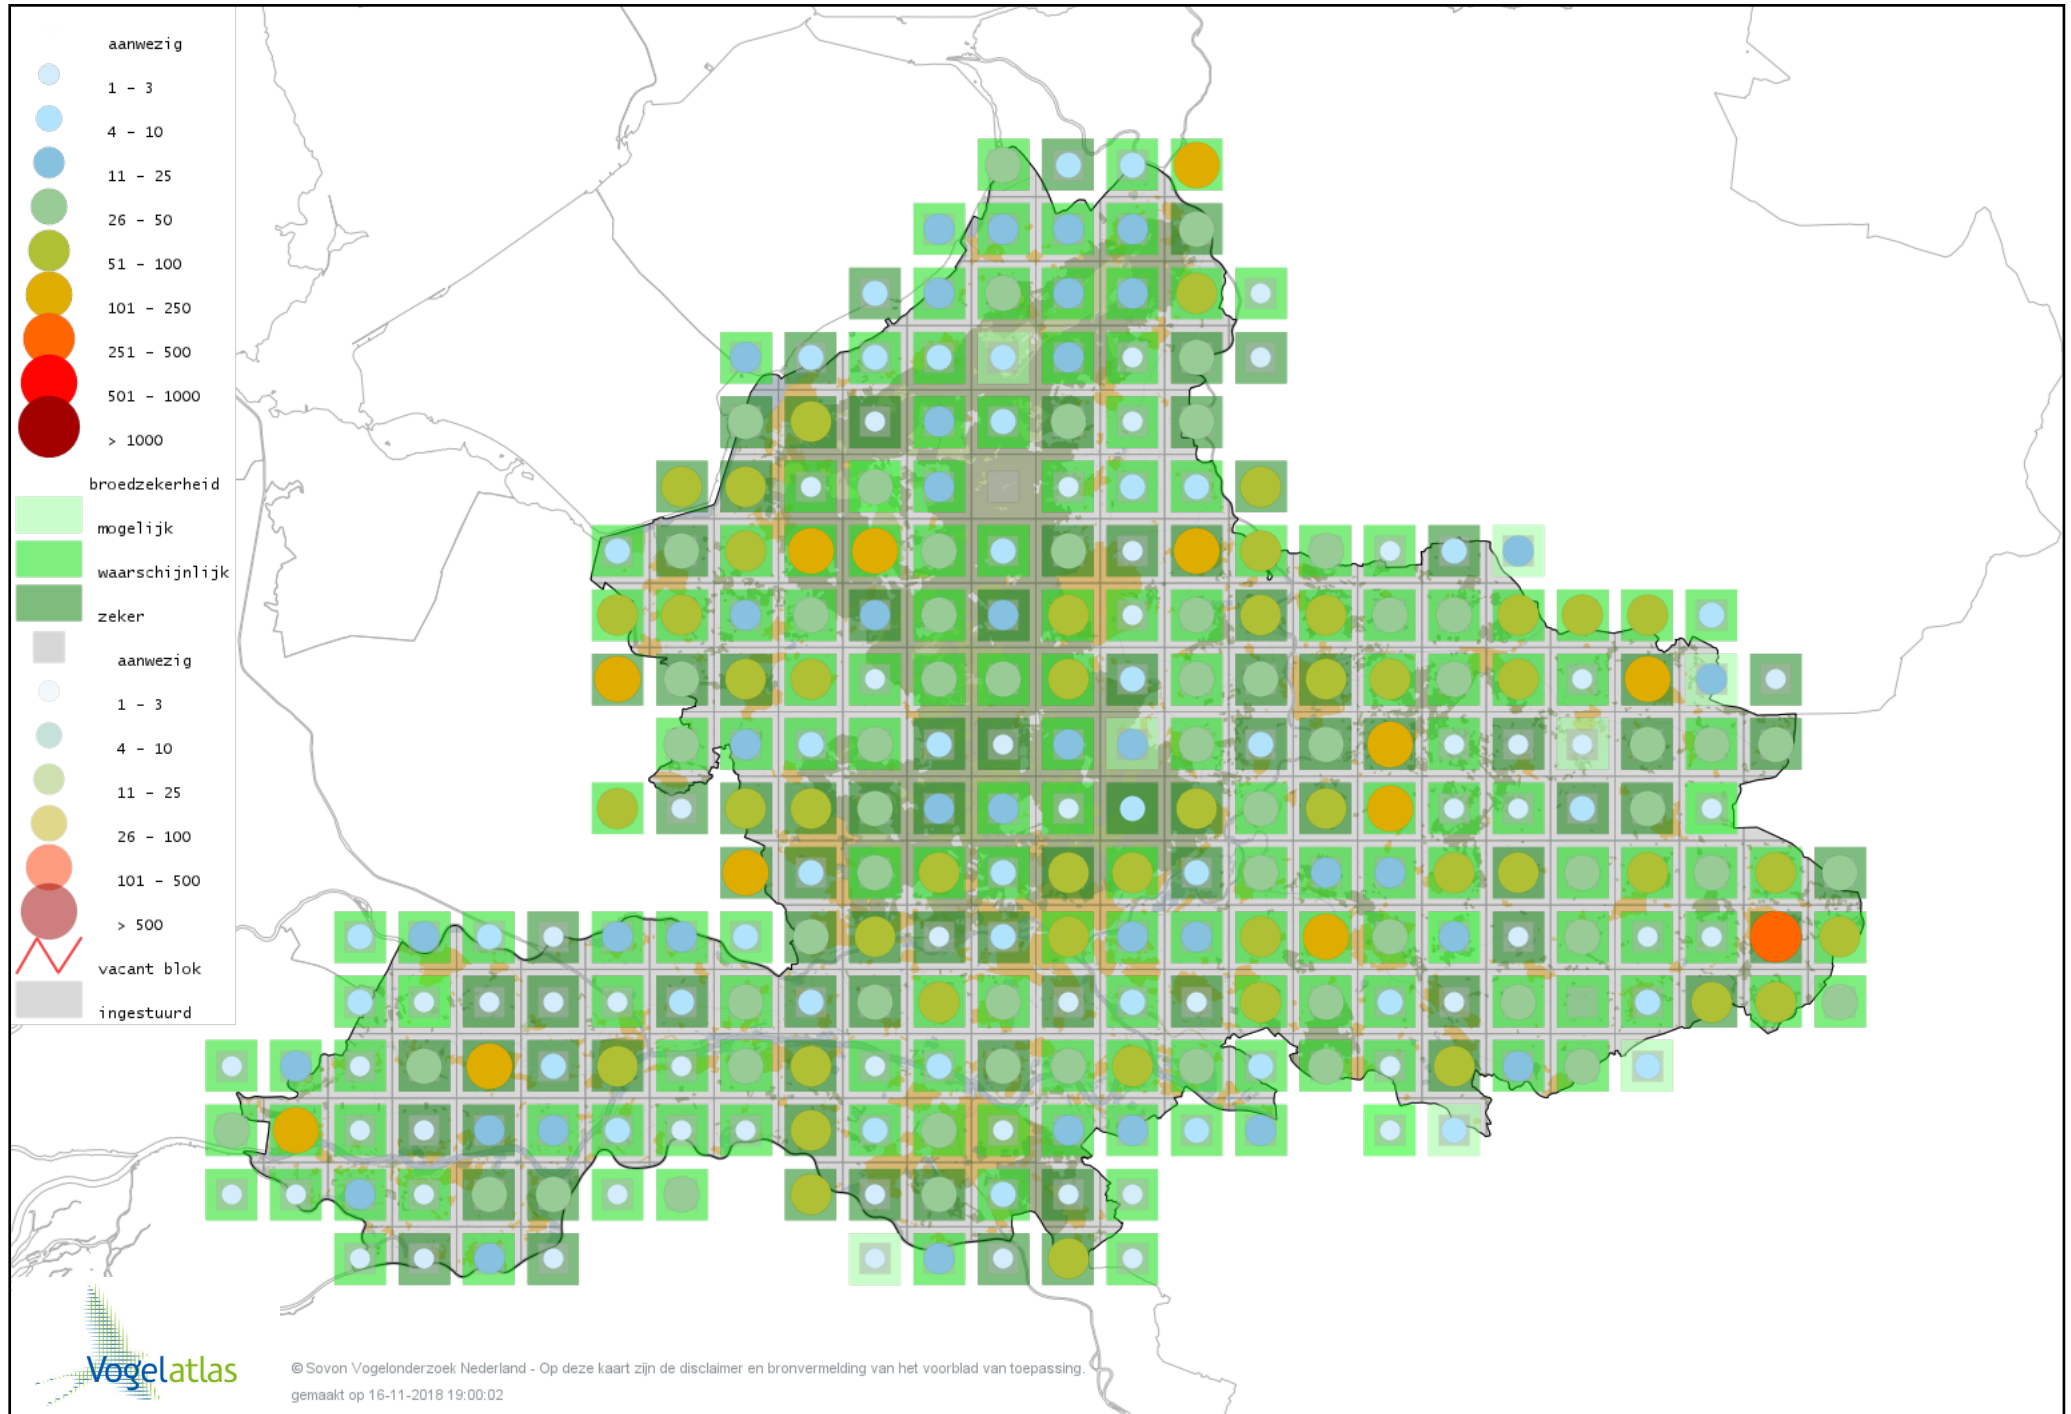 aanwezig
1 - 3
4 - 10
11 - 25
26 - 50
51 - 100
101 - 250
251 - 500
501 - 1000
> 1000
broedzekerheid
mogelijk
waarschijnlijk
zeker
aanwezig
1 - 3
4 - 10
11 - 25
26 - 100
101 - 500
> 500
vacant blok
ingestuurd
Vogelatlas
© Sovon Vogelonderzoek Nederland - Op deze kaart zijn de disclaimer en bronvermelding van het voorblad van toepassing.
gemaakt op 16-11-2018 19:00:02